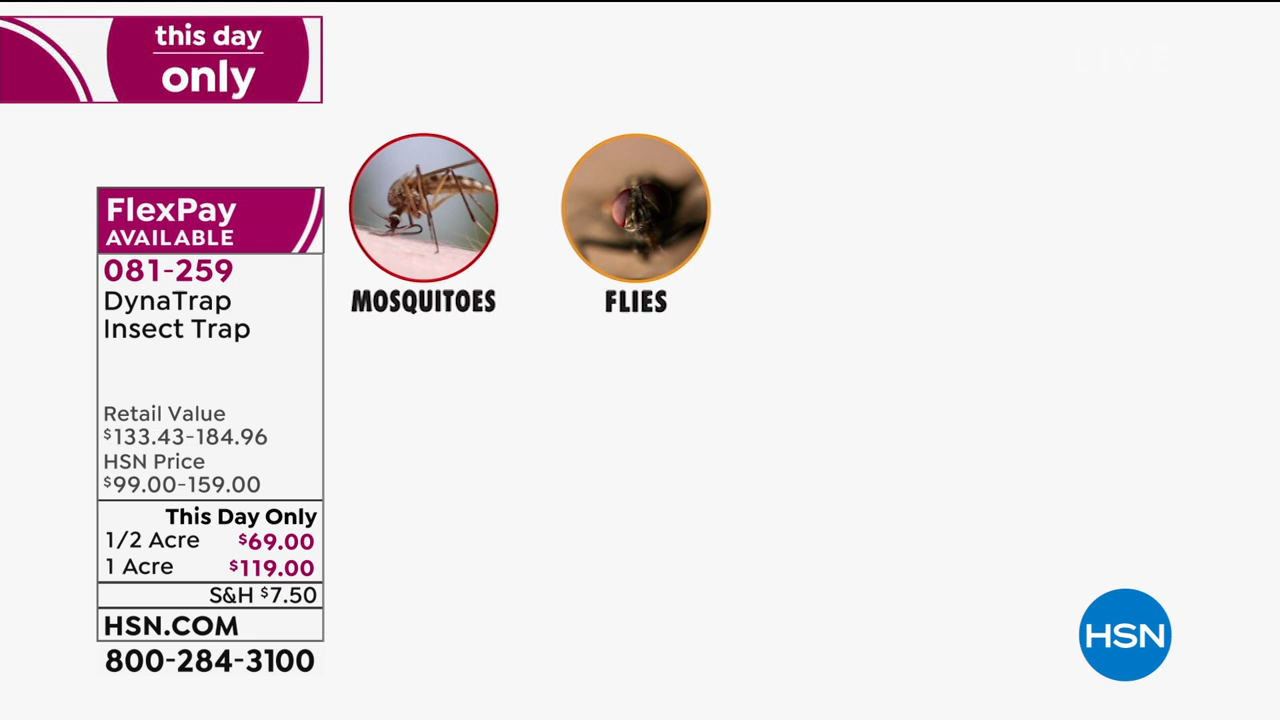 this day
only
LIVE
MOSQUITOES
FLIES
FlexPay
AVAILABLE
081-259
DynaTrap
Insect Trap
Retail Value
$133.43-184.96
HSN Price
$99.00-159.00
This Day Only
1/2 Acre $69.00
1 Acre $119.00
S&H $7.50
HSN.COM
800-284-3100
HSN